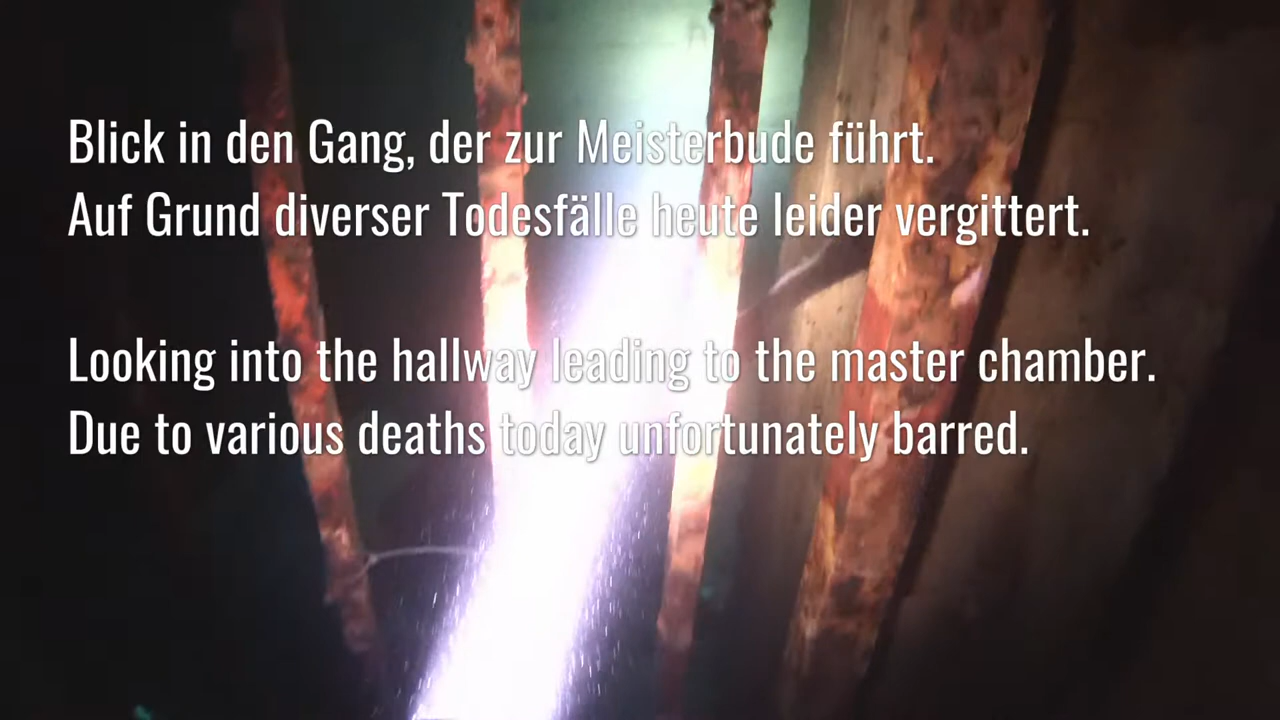 Blick in den Gang, der zur Meisterbude führt.
Auf Grund diverser Todesfälle heute leider vergittert.
Looking into the hallway leading to the master chamber.
Due to various deaths today unfortunately barred.